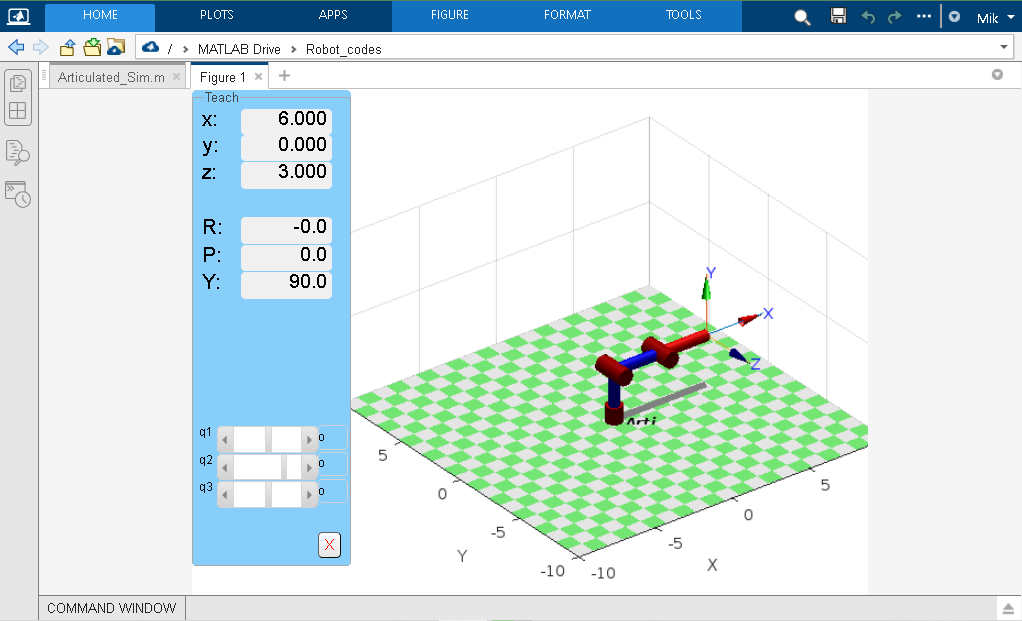 HOME PLOTS APPS FIGURE FORMAT TOOLS Mik
/ › MATLAB Drive › Robot_codes
Articulated_Sim.m × Figure 1 × +
Teach
x: 6.000
y: 0.000
z: 3.000
R: -0.0
P: 0.0
Y: 90.0
q1 0
q2 0
q3 0
X
Y
X
Z
Arti
5
0
-5
-10
Y
-10
-5
0
5
X
COMMAND WINDOW